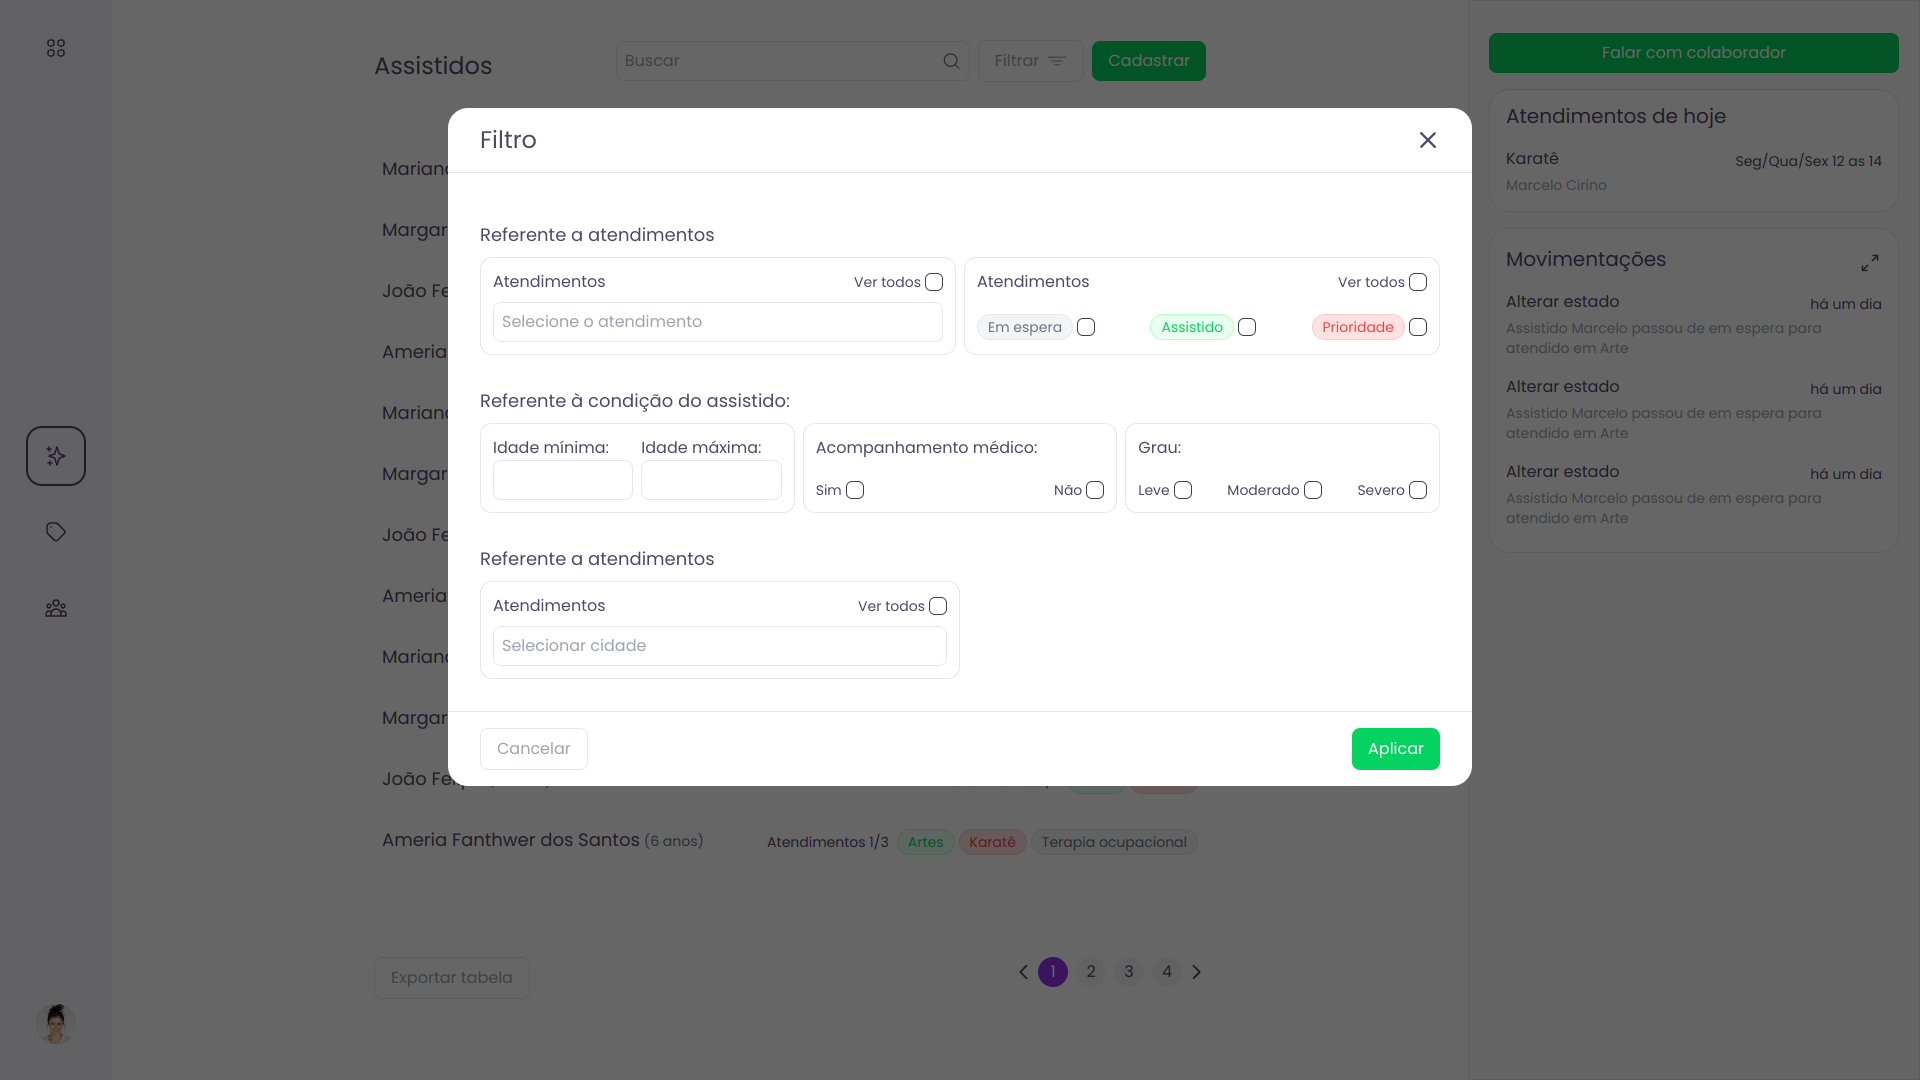 Assistidos
Buscar
Filtrar
Cadastrar
Falar com colaborador
Filtro
Atendimentos de hoje
Karatê
Seg/Qua/Sex 12 as 14
Marcelo Cirino
Movimentações
Alterar estado
há um dia
Assistido Marcelo passou de em espera para
atendido em Arte
Alterar estado
há um dia
Assistido Marcelo passou de em espera para
atendido em Arte
Alterar estado
há um dia
Assistido Marcelo passou de em espera para
atendido em Arte
Referente a atendimentos
Atendimentos
Ver todos
Selecione o atendimento
Atendimentos
Ver todos
Em espera
Assistido
Prioridade
Referente à condição do assistido:
Idade mínima:
Idade máxima:
Acompanhamento médico:
Sim
Não
Grau:
Leve
Moderado
Severo
Referente a atendimentos
Atendimentos
Ver todos
Selecionar cidade
Cancelar
Aplicar
Marian
Margar
João Fe
Ameria
Marian
Margar
João Fe
Ameria
Marian
Margar
João Fe
Ameria Fanthwer dos Santos (6 anos)
Atendimentos 1/3
Artes
Karatê
Terapia ocupacional
Exportar tabela
1
2
3
4